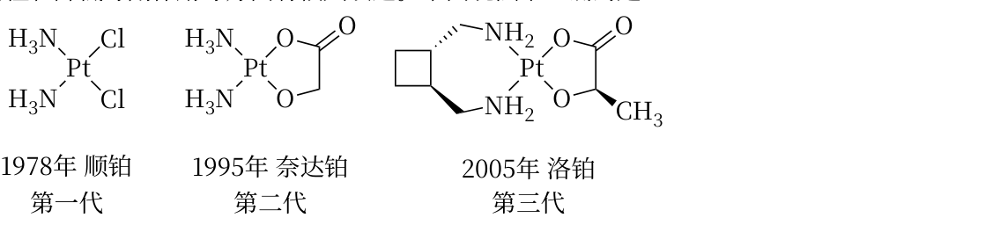 H₃N Cl
Pt
H₃N Cl
H₃N O O
Pt
H₃N O
NH₂ O O
Pt
NH₂ O
CH₃
1978年 顺铂
第一代
1995年 奈达铂
第二代
2005年 洛铂
第三代